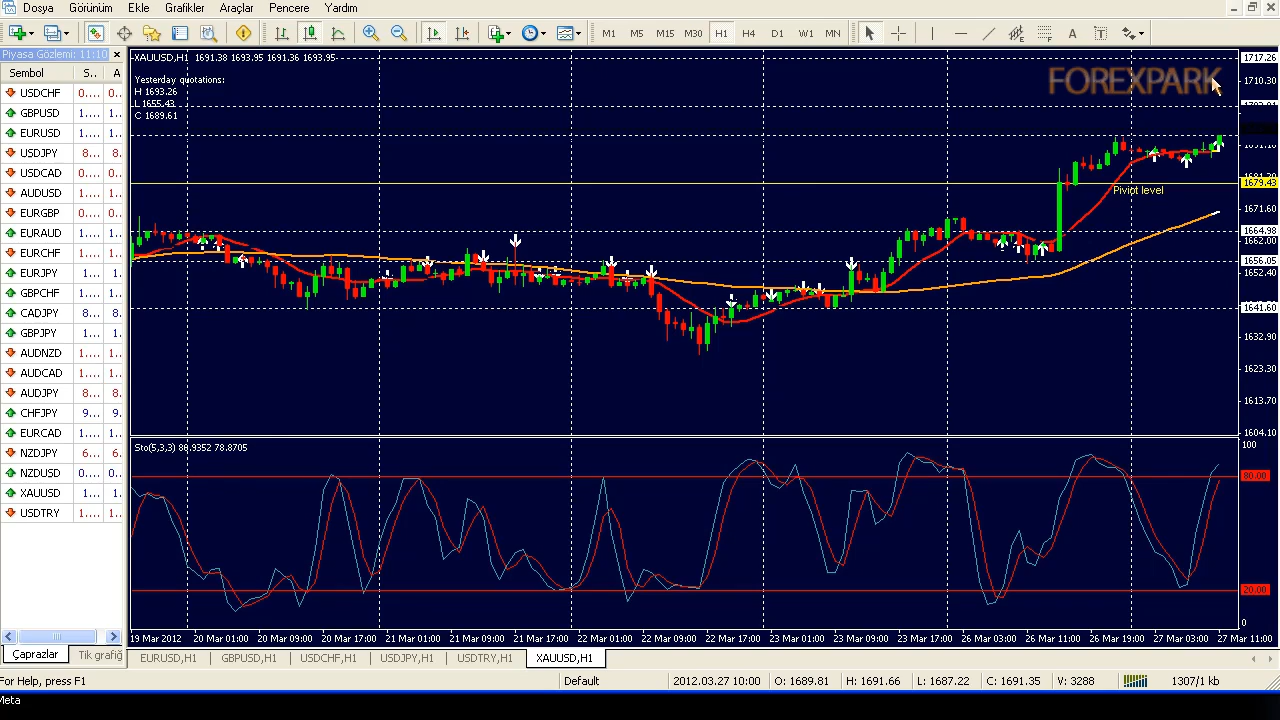 Dosya Görünüm Ekle Grafikler Araçlar Pencere Yardım
M1 M5 M15 M30 H1 H4 D1 W1 MN
Piyasa Gözlemi: 11:10
Sembol S.. A
USDCHF 0.... 0..
GBPUSD 1.... 1..
EURUSD 1.... 1..
USDJPY 8... 8..
USDCAD 0.... 0..
AUDUSD 1.... 1..
EURGBP 0.... 0..
EURAUD 1.... 1..
EURCHF 1.... 1..
EURJPY 1... 1..
GBPCHF 1.... 1..
CADJPY 8... 8..
GBPJPY 1... 1..
AUDNZD 1.... 1..
AUDCAD 1.... 1..
AUDJPY 8... 8..
CHFJPY 9... 9..
EURCAD 1.... 1..
NZDJPY 6... 6..
NZDUSD 0.... 0..
XAUUSD 1... 1..
USDTRY 1.... 1..
Çaprazlar Tik grafiğ
XAUUSD,H1 1691.38 1693.95 1691.36 1693.95
Yesterday quotations:
H 1693.26
L 1655.43
C 1689.61
FOREXPARK
Pivot level
1717.26
1710.30
1691.10
1679.43
1671.60
1664.98
1662.00
1656.05
1652.40
1641.60
1632.90
1623.30
1613.70
1604.10
Sto(5,3,3) 86.9352 78.8705
100
80.00
20.00
0
19 Mar 2012 20 Mar 01:00 20 Mar 09:00 20 Mar 17:00 21 Mar 01:00 21 Mar 09:00 21 Mar 17:00 22 Mar 01:00 22 Mar 09:00 22 Mar 17:00 23 Mar 01:00 23 Mar 09:00 23 Mar 17:00 26 Mar 03:00 26 Mar 11:00 26 Mar 19:00 27 Mar 03:00 27 Mar 11:00
EURUSD,H1 GBPUSD,H1 USDCHF,H1 USDJPY,H1 USDTRY,H1 XAUUSD,H1
For Help, press F1 Default 2012.03.27 10:00 O: 1689.81 H: 1691.66 L: 1687.22 C: 1691.35 V: 3288 1307/1 kb
Meta